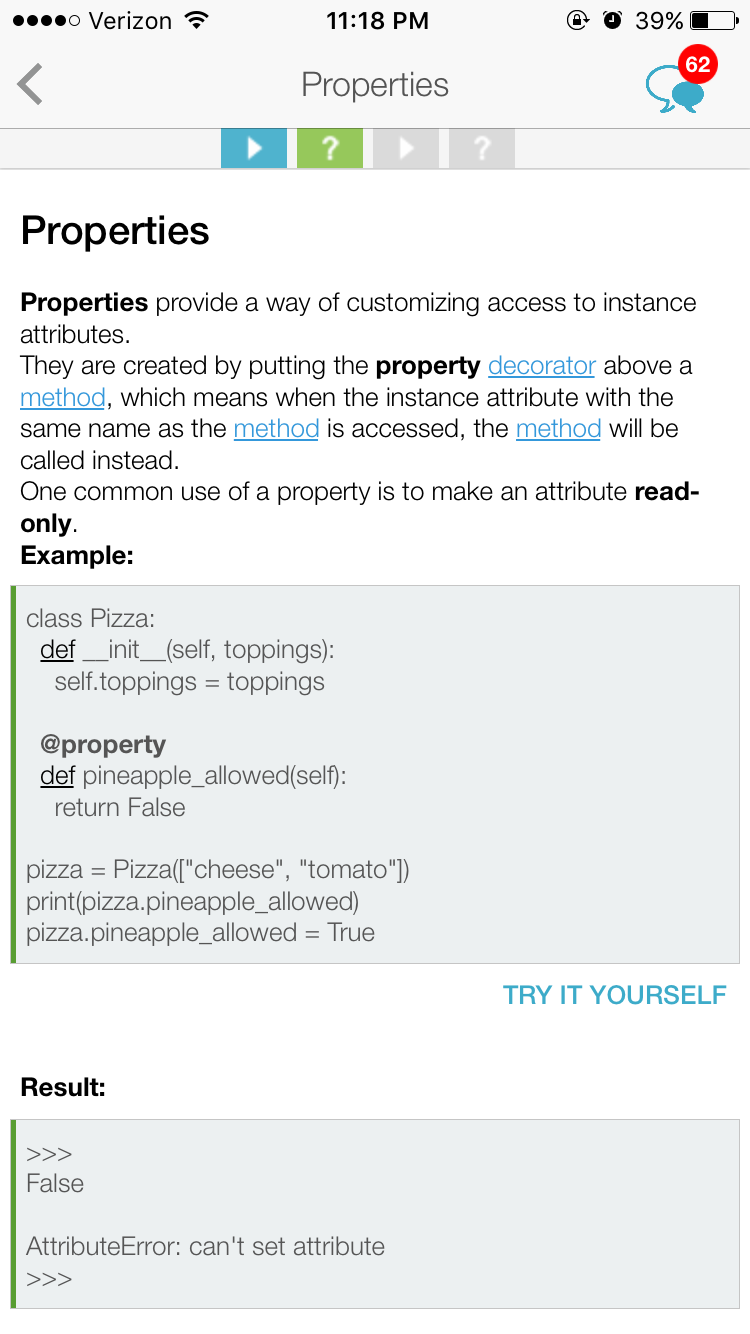 Verizon 11:18 PM 39%
Properties 62
? ?
Properties
Properties provide a way of customizing access to instance
attributes.
They are created by putting the property decorator above a
method, which means when the instance attribute with the
same name as the method is accessed, the method will be
called instead.
One common use of a property is to make an attribute read-
only.
Example:
class Pizza:
def __init__(self, toppings):
self.toppings = toppings
@property
def pineapple_allowed(self):
return False
pizza = Pizza(["cheese", "tomato"])
print(pizza.pineapple_allowed)
pizza.pineapple_allowed = True
TRY IT YOURSELF
Result:
>>>
False
AttributeError: can't set attribute
>>>